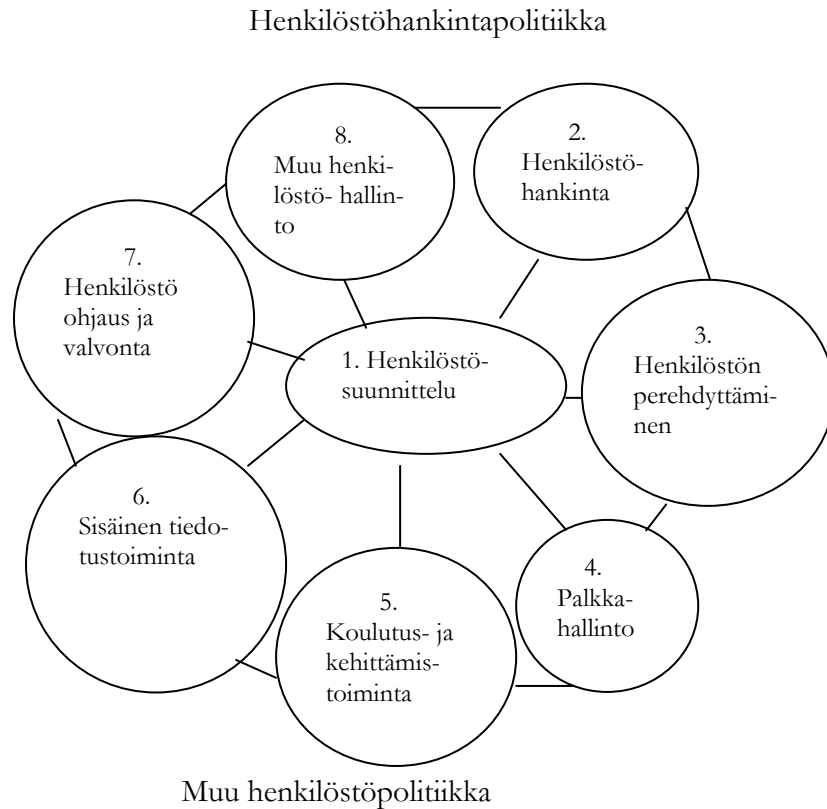 Henkilöstöhankintapolitiikka
8.
Muu henki-
löstö- hallin-
to
2.
Henkilöstö-
hankinta
7.
Henkilöstö
ohjaus ja
valvonta
1. Henkilöstö-
suunnittelu
3.
Henkilöstön
perehdyttämi-
nen
6.
Sisäinen tiedo-
tustoiminta
5.
Koulutus- ja
kehittämis-
toiminta
4.
Palkka-
hallinto
Muu henkilöstöpolitiikka